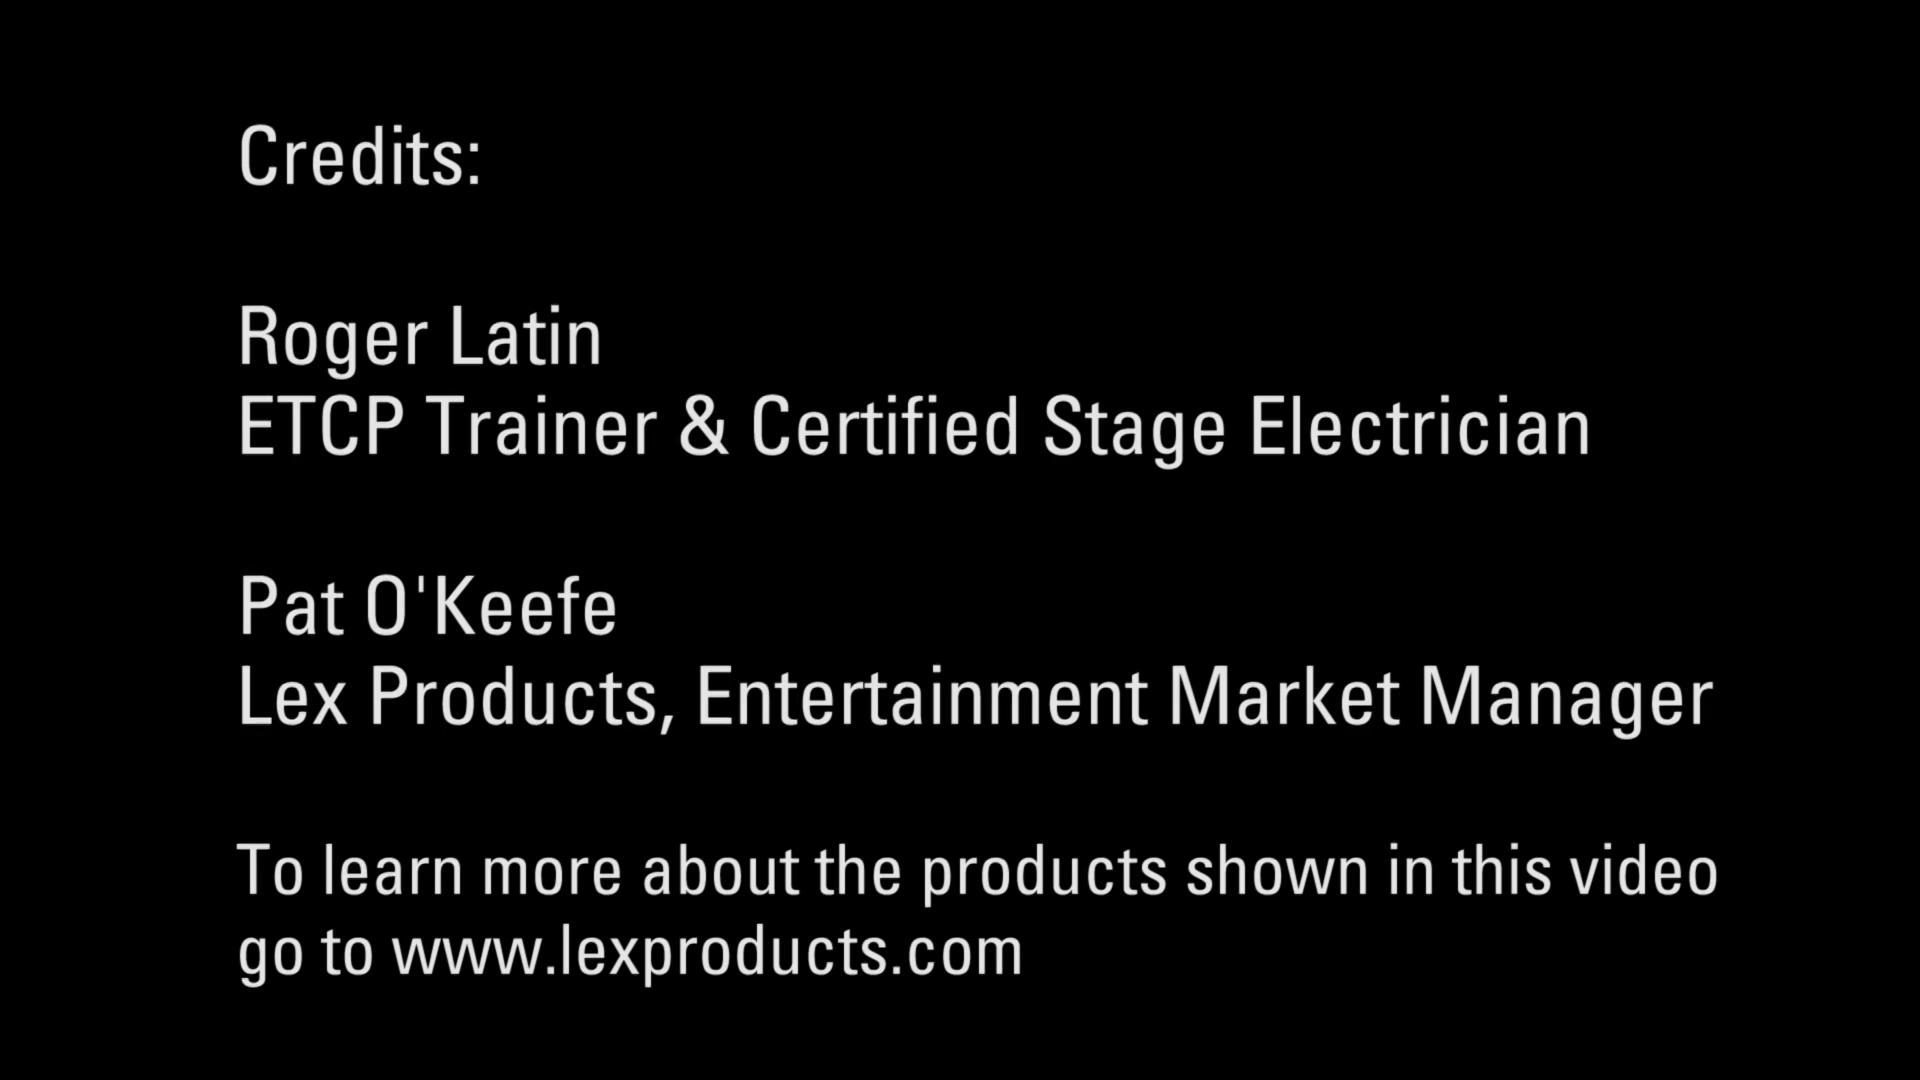 Credits:
Roger Latin
ETCP Trainer & Certified Stage Electrician
Pat O'Keefe
Lex Products, Entertainment Market Manager
To learn more about the products shown in this video
go to www.lexproducts.com